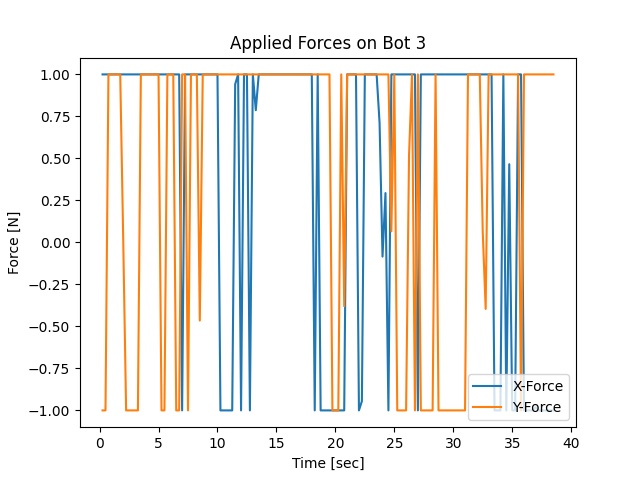 Applied Forces on Bot 3
1.00
0.75
0.50
0.25
0.00
−0.25
−0.50
−0.75
−1.00
Force [N]
X-Force
Y-Force
0 5 10 15 20 25 30 35 40
Time [sec]